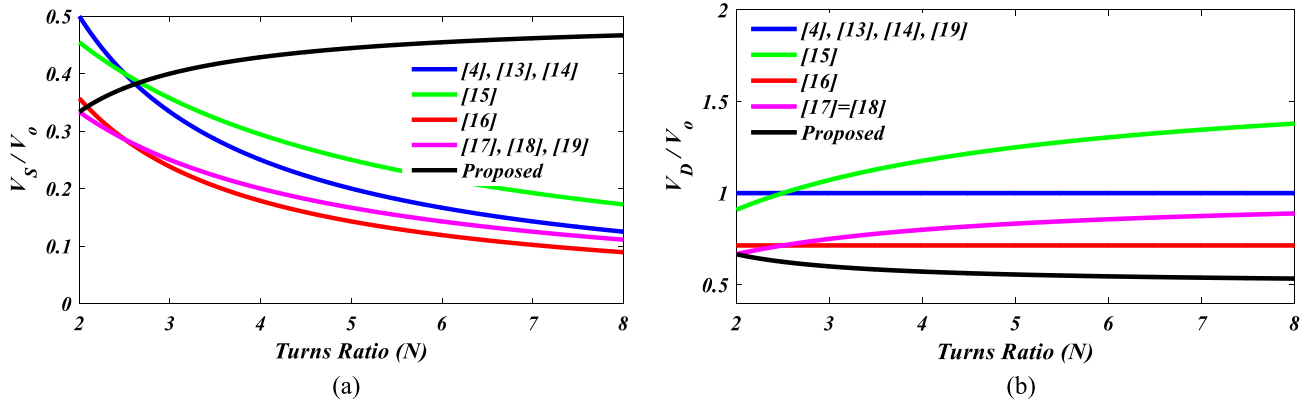 0.5
0.4
0.3
0.2
0.1
0
V_S / V_o
2 3 4 5 6 7 8
Turns Ratio (N)
[4], [13], [14]
[15]
[16]
[17], [18], [19]
Proposed
(a)
2
1.5
1
0.5
V_D / V_o
2 3 4 5 6 7 8
Turns Ratio (N)
[4], [13], [14], [19]
[15]
[16]
[17]=[18]
Proposed
(b)